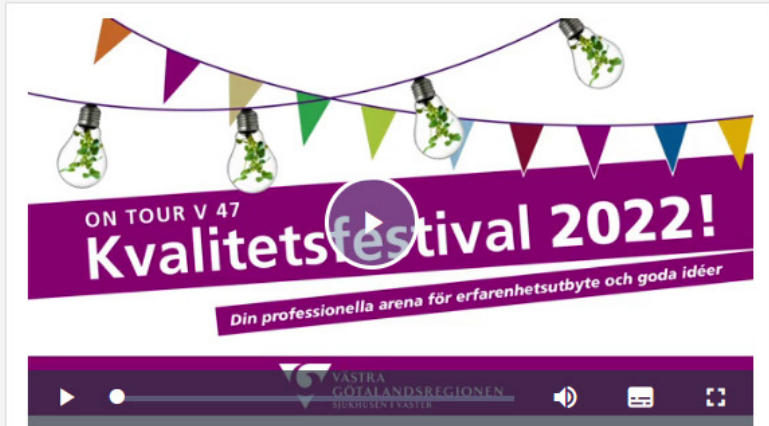 ON TOUR V 47
Kvalitetsfestival 2022!
Din professionella arena för erfarenhetsutbyte och goda idéer
VÄSTRA
GÖTALANDSREGIONEN
SJUKHUSEN I VÄSTER